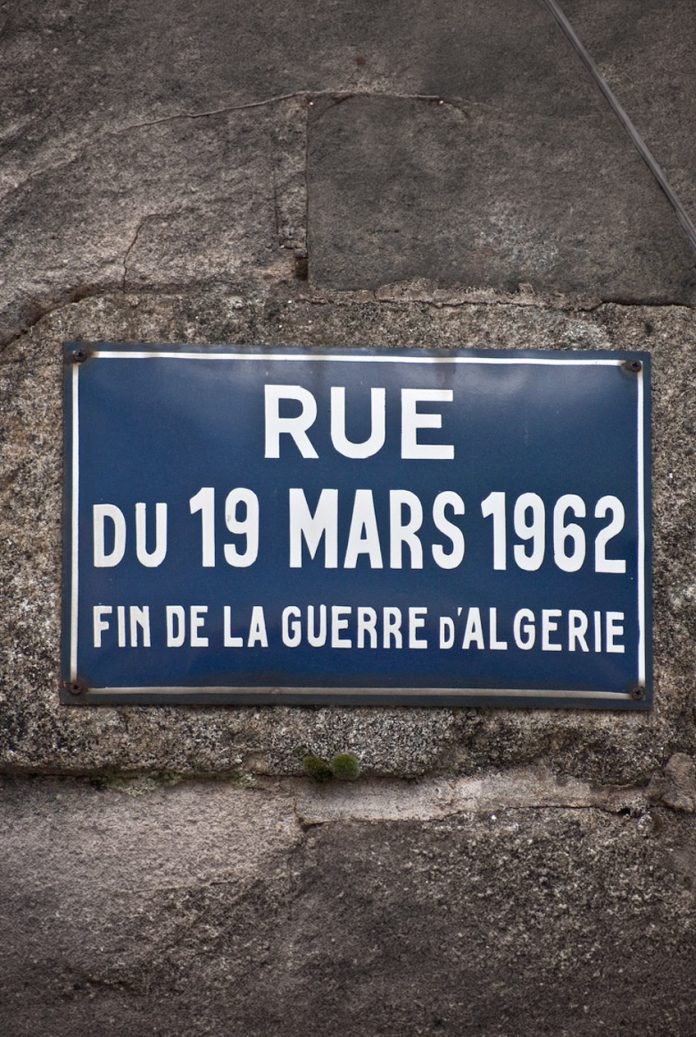 RUE
DU 19 MARS 1962
FIN DE LA GUERRE D'ALGERIE